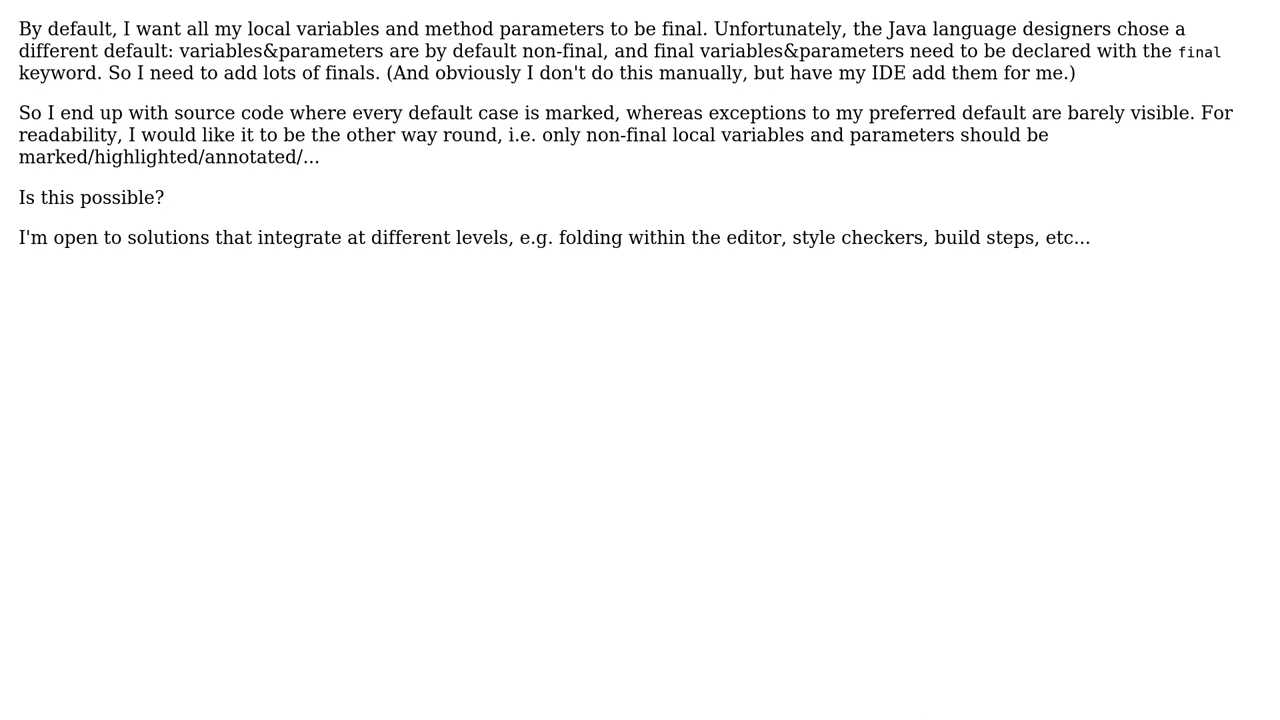 By default, I want all my local variables and method parameters to be final. Unfortunately, the Java language designers chose a
different default: variables&parameters are by default non-final, and final variables&parameters need to be declared with the final
keyword. So I need to add lots of finals. (And obviously I don't do this manually, but have my IDE add them for me.)
So I end up with source code where every default case is marked, whereas exceptions to my preferred default are barely visible. For
readability, I would like it to be the other way round, i.e. only non-final local variables and parameters should be
marked/highlighted/annotated/...
Is this possible?
I'm open to solutions that integrate at different levels, e.g. folding within the editor, style checkers, build steps, etc...